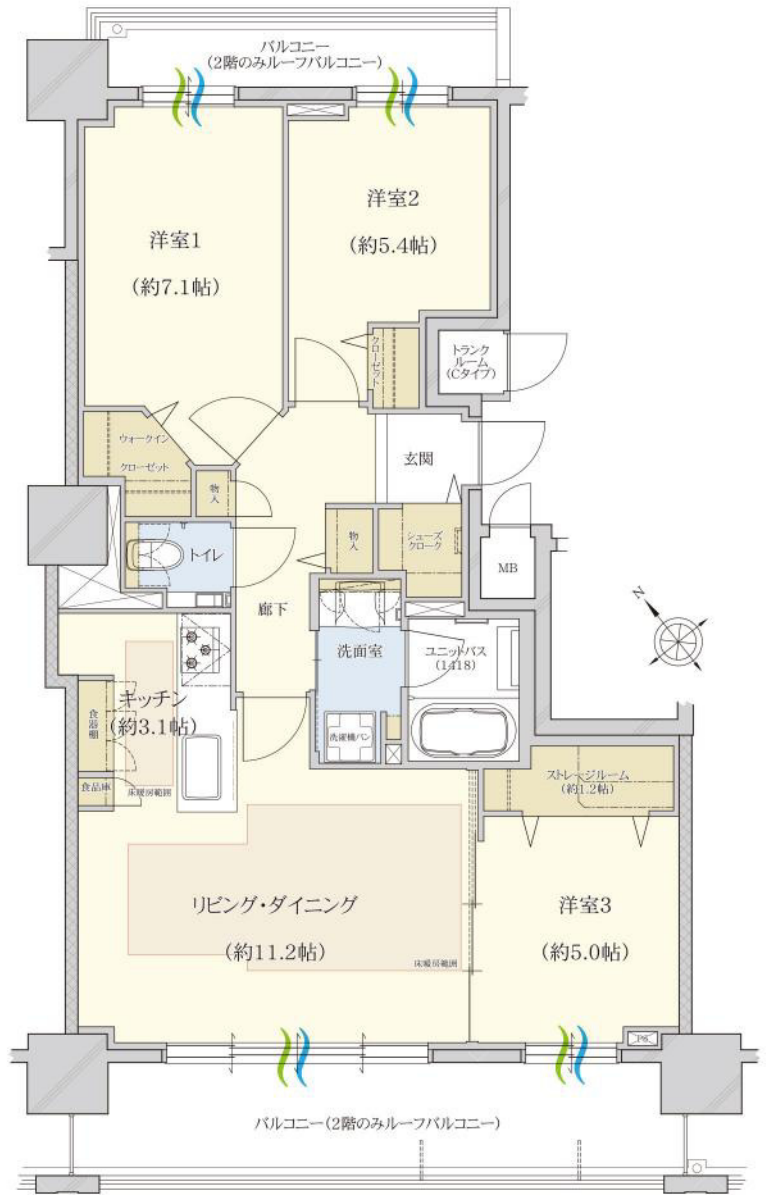 バルコニー
(2階のみルーフバルコニー)
洋室1
(約7.1帖)
洋室2
(約5.4帖)
クローゼット
トランク
ルーム
(Cタイプ)
ウォークイン
クローゼット
物入
玄関
トイレ
物入
シューズ
クローク
MB
廊下
洗面室
ユニットバス
(1418)
N
キッチン
(約3.1帖)
食器棚
食品庫
床暖房範囲
洗濯機パン
ストレージルーム
(約1.2帖)
リビング・ダイニング
(約11.2帖)
床暖房範囲
洋室3
(約5.0帖)
PS
バルコニー(2階のみルーフバルコニー)